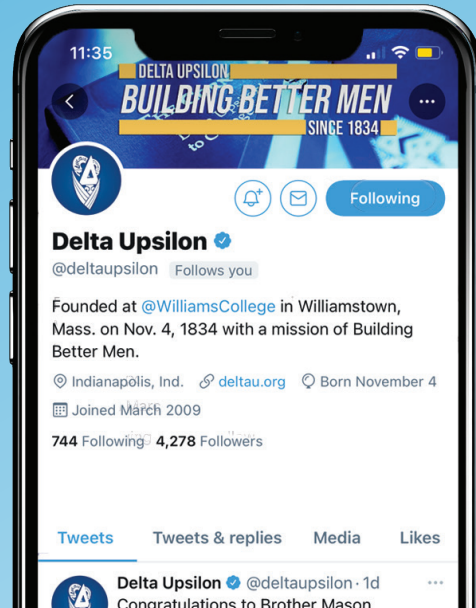 11:35
DELTA UPSILON
BUILDING BETTER MEN
SINCE 1834
Following
Delta Upsilon
@deltaupsilon Follows you
Founded at @WilliamsCollege in Williamstown,
Mass. on Nov. 4, 1834 with a mission of Building
Better Men.
Indianapolis, Ind. deltau.org Born November 4
Joined March 2009
744 Following 4,278 Followers
Tweets Tweets & replies Media Likes
Delta Upsilon @deltaupsilon · 1d
Congratulations to Brother Mason